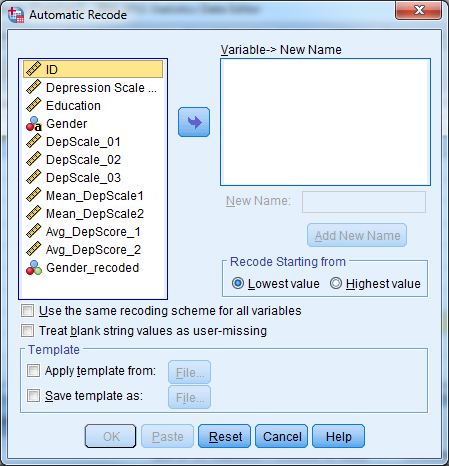 Automatic Recode
Variable-> New Name
ID
Depression Scale ...
Education
Gender
DepScale_01
DepScale_02
DepScale_03
Mean_DepScale1
Mean_DepScale2
Avg_DepScore_1
Avg_DepScore_2
Gender_recoded
New Name:
Add New Name
Recode Starting from
Lowest value
Highest value
Use the same recoding scheme for all variables
Treat blank string values as user-missing
Template
Apply template from:
File...
Save template as:
File...
OK
Paste
Reset
Cancel
Help